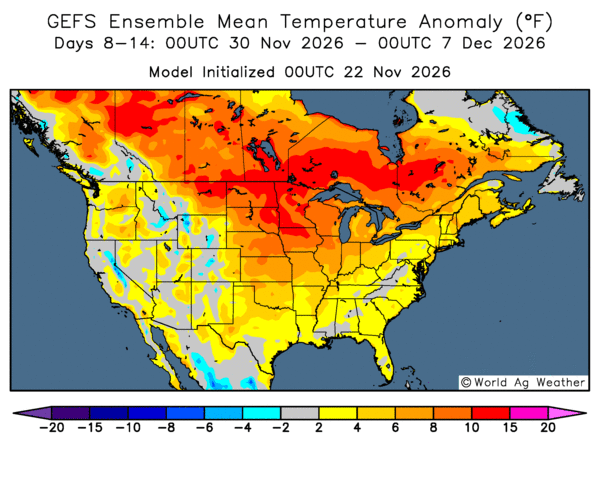 GEFS Ensemble Mean Temperature Anomaly (°F)
Days 8-14: 00UTC 30 Nov 2026 - 00UTC 7 Dec 2026
Model Initialized 00UTC 22 Nov 2026
© World Ag Weather
-20 -15 -10 -8 -6 -4 -2 2 4 6 8 10 15 20